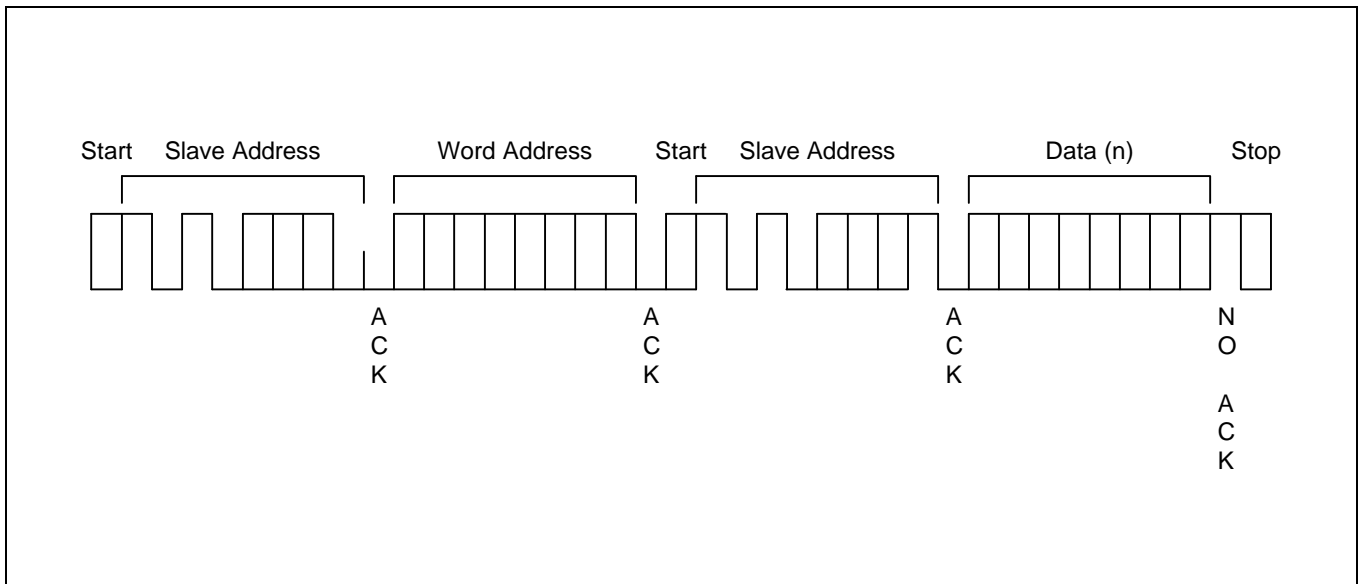 Start Slave Address Word Address Start Slave Address Data (n) Stop
A A A N
C C C O
K K K
A
C
K